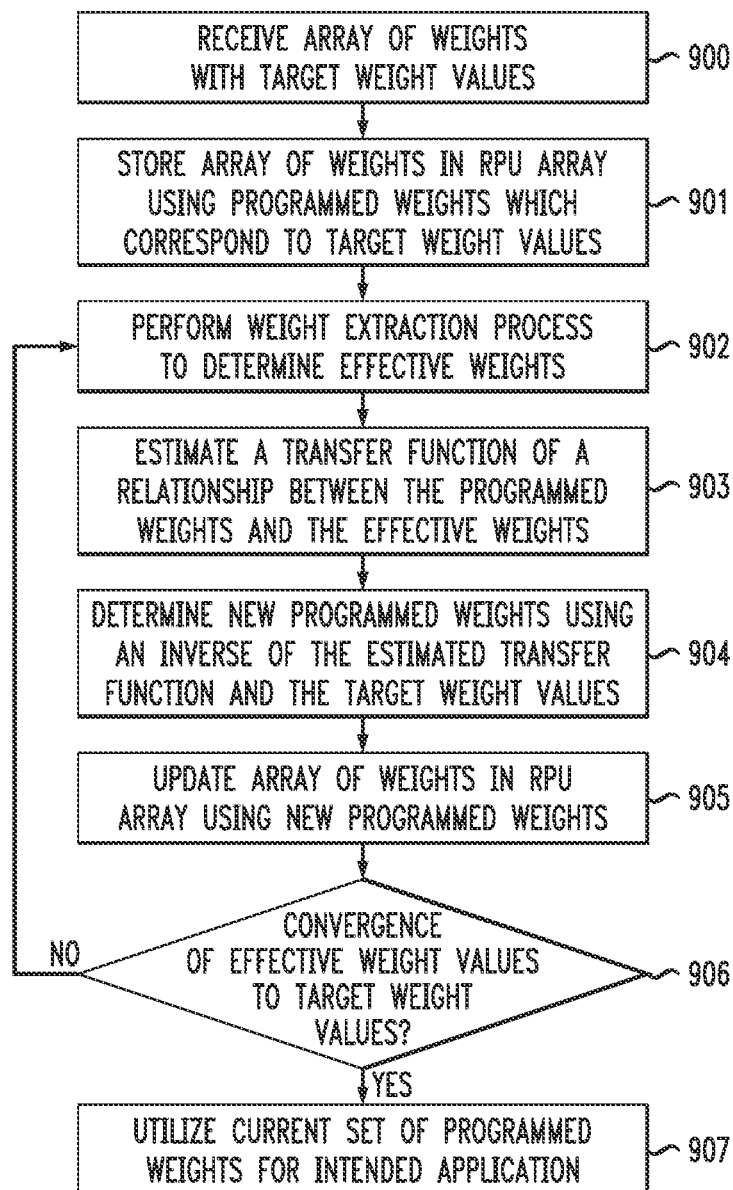 RECEIVE ARRAY OF WEIGHTS
WITH TARGET WEIGHT VALUES
900
STORE ARRAY OF WEIGHTS IN RPU ARRAY
USING PROGRAMMED WEIGHTS WHICH
CORRESPOND TO TARGET WEIGHT VALUES
901
PERFORM WEIGHT EXTRACTION PROCESS
TO DETERMINE EFFECTIVE WEIGHTS
902
ESTIMATE A TRANSFER FUNCTION OF A
RELATIONSHIP BETWEEN THE PROGRAMMED
WEIGHTS AND THE EFFECTIVE WEIGHTS
903
DETERMINE NEW PROGRAMMED WEIGHTS USING
AN INVERSE OF THE ESTIMATED TRANSFER
FUNCTION AND THE TARGET WEIGHT VALUES
904
UPDATE ARRAY OF WEIGHTS IN RPU
ARRAY USING NEW PROGRAMMED WEIGHTS
905
CONVERGENCE
OF EFFECTIVE WEIGHT VALUES
TO TARGET WEIGHT
VALUES?
906
NO
YES
UTILIZE CURRENT SET OF PROGRAMMED
WEIGHTS FOR INTENDED APPLICATION
907